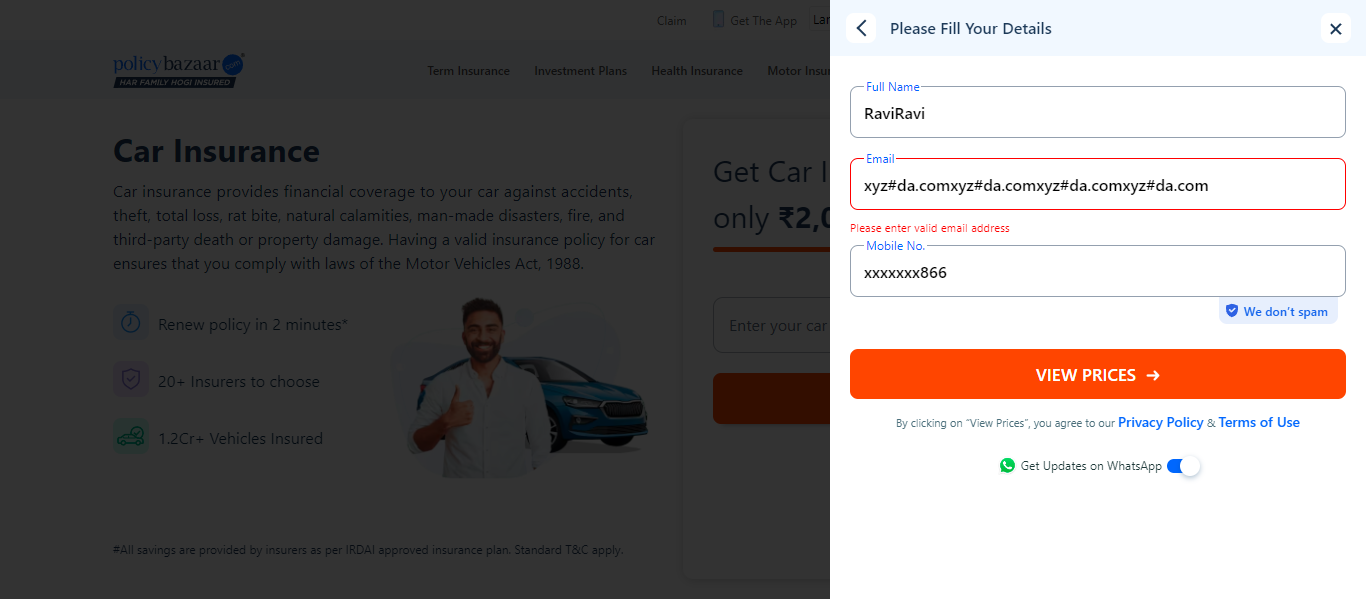 Claim
Get The App
Lar
policybazaar.com
HAR FAMILY HOGI INSURED
Term Insurance
Investment Plans
Health Insurance
Motor Insu
Car Insurance
Car insurance provides financial coverage to your car against accidents,
theft, total loss, rat bite, natural calamities, man-made disasters, fire, and
third-party death or property damage. Having a valid insurance policy for car
ensures that you comply with laws of the Motor Vehicles Act, 1988.
Renew policy in 2 minutes*
20+ Insurers to choose
1.2Cr+ Vehicles Insured
#All savings are provided by insurers as per IRDAI approved insurance plan. Standard T&C apply.
Get Car I
only ₹2,0
Enter your car
Please Fill Your Details
Full Name
RaviRavi
Email
xyz#da.comxyz#da.comxyz#da.comxyz#da.com
Please enter valid email address
Mobile No.
xxxxxxx866
We don't spam
VIEW PRICES
By clicking on “View Prices”, you agree to our Privacy Policy & Terms of Use
Get Updates on WhatsApp